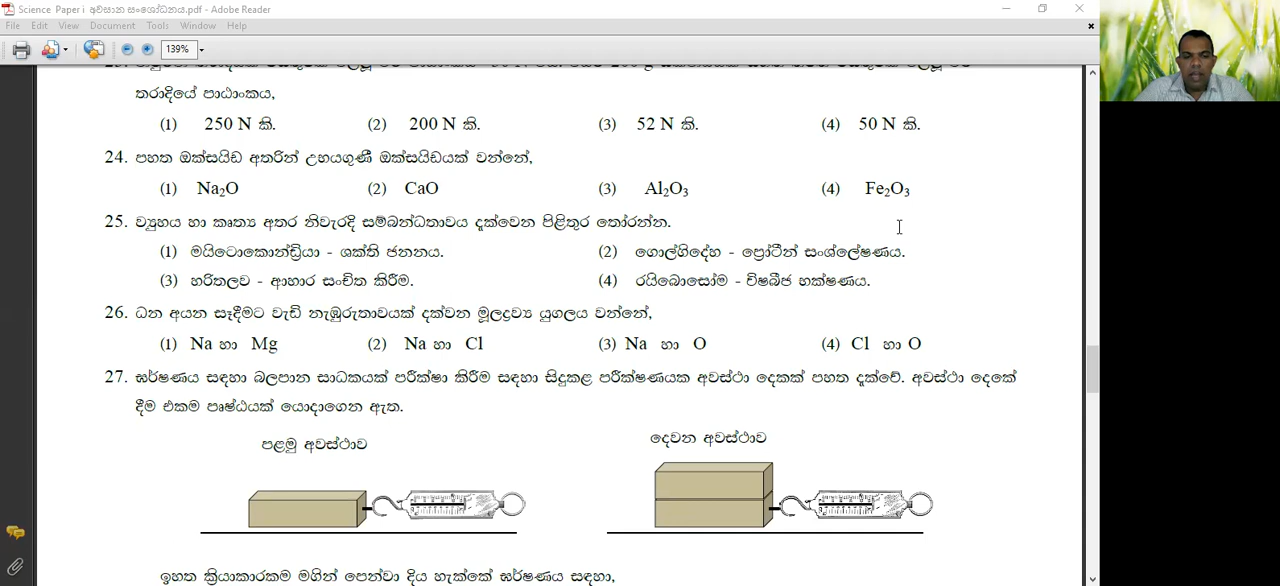 Science Paper i අවසාන සංශෝධනය.pdf - Adobe Reader
File Edit View Document Tools Window Help
139%
තරාදියේ පාඨාංකය,
(1) 250 N කි. (2) 200 N කි. (3) 52 N කි. (4) 50 N කි.
24. පහත ඔක්සයිඩ අතරින් උභයගුණී ඔක්සයිඩයක් වන්නේ,
(1) Na₂O (2) CaO (3) Al₂O₃ (4) Fe₂O₃
25. ව්‍යුහය හා කෘත්‍ය අතර නිවැරදි සම්බන්ධතාවය දැක්වෙන පිළිතුර තෝරන්න.
(1) මයිටොකොන්ඩ්‍රියා - ශක්ති ජනනය. (2) ගොල්ගිදේහ - ප්‍රෝටීන් සංශ්ලේෂණය.
(3) හරිතලව - ආහාර සංචිත කිරීම. (4) රයිබොසෝම - විෂබීජ භක්ෂණය.
26. ධන අයන සෑදීමට වැඩි නැඹුරුතාවයක් දක්වන මූලද්‍රව්‍ය යුගලය වන්නේ,
(1) Na හා Mg (2) Na හා Cl (3) Na හා O (4) Cl හා O
27. ඝර්ෂණය සඳහා බලපාන සාධකයක් පරීක්ෂා කිරීම සඳහා සිදුකළ පරීක්ෂණයක අවස්ථා දෙකක් පහත දැක්වේ. අවස්ථා දෙකේ
දීම එකම පෘෂ්ඨයක් යොදාගෙන ඇත.
පළමු අවස්ථාව දෙවන අවස්ථාව
ඉහත ක්‍රියාකාරකම මගින් පෙන්වා දිය හැක්කේ ඝර්ෂණය සඳහා,